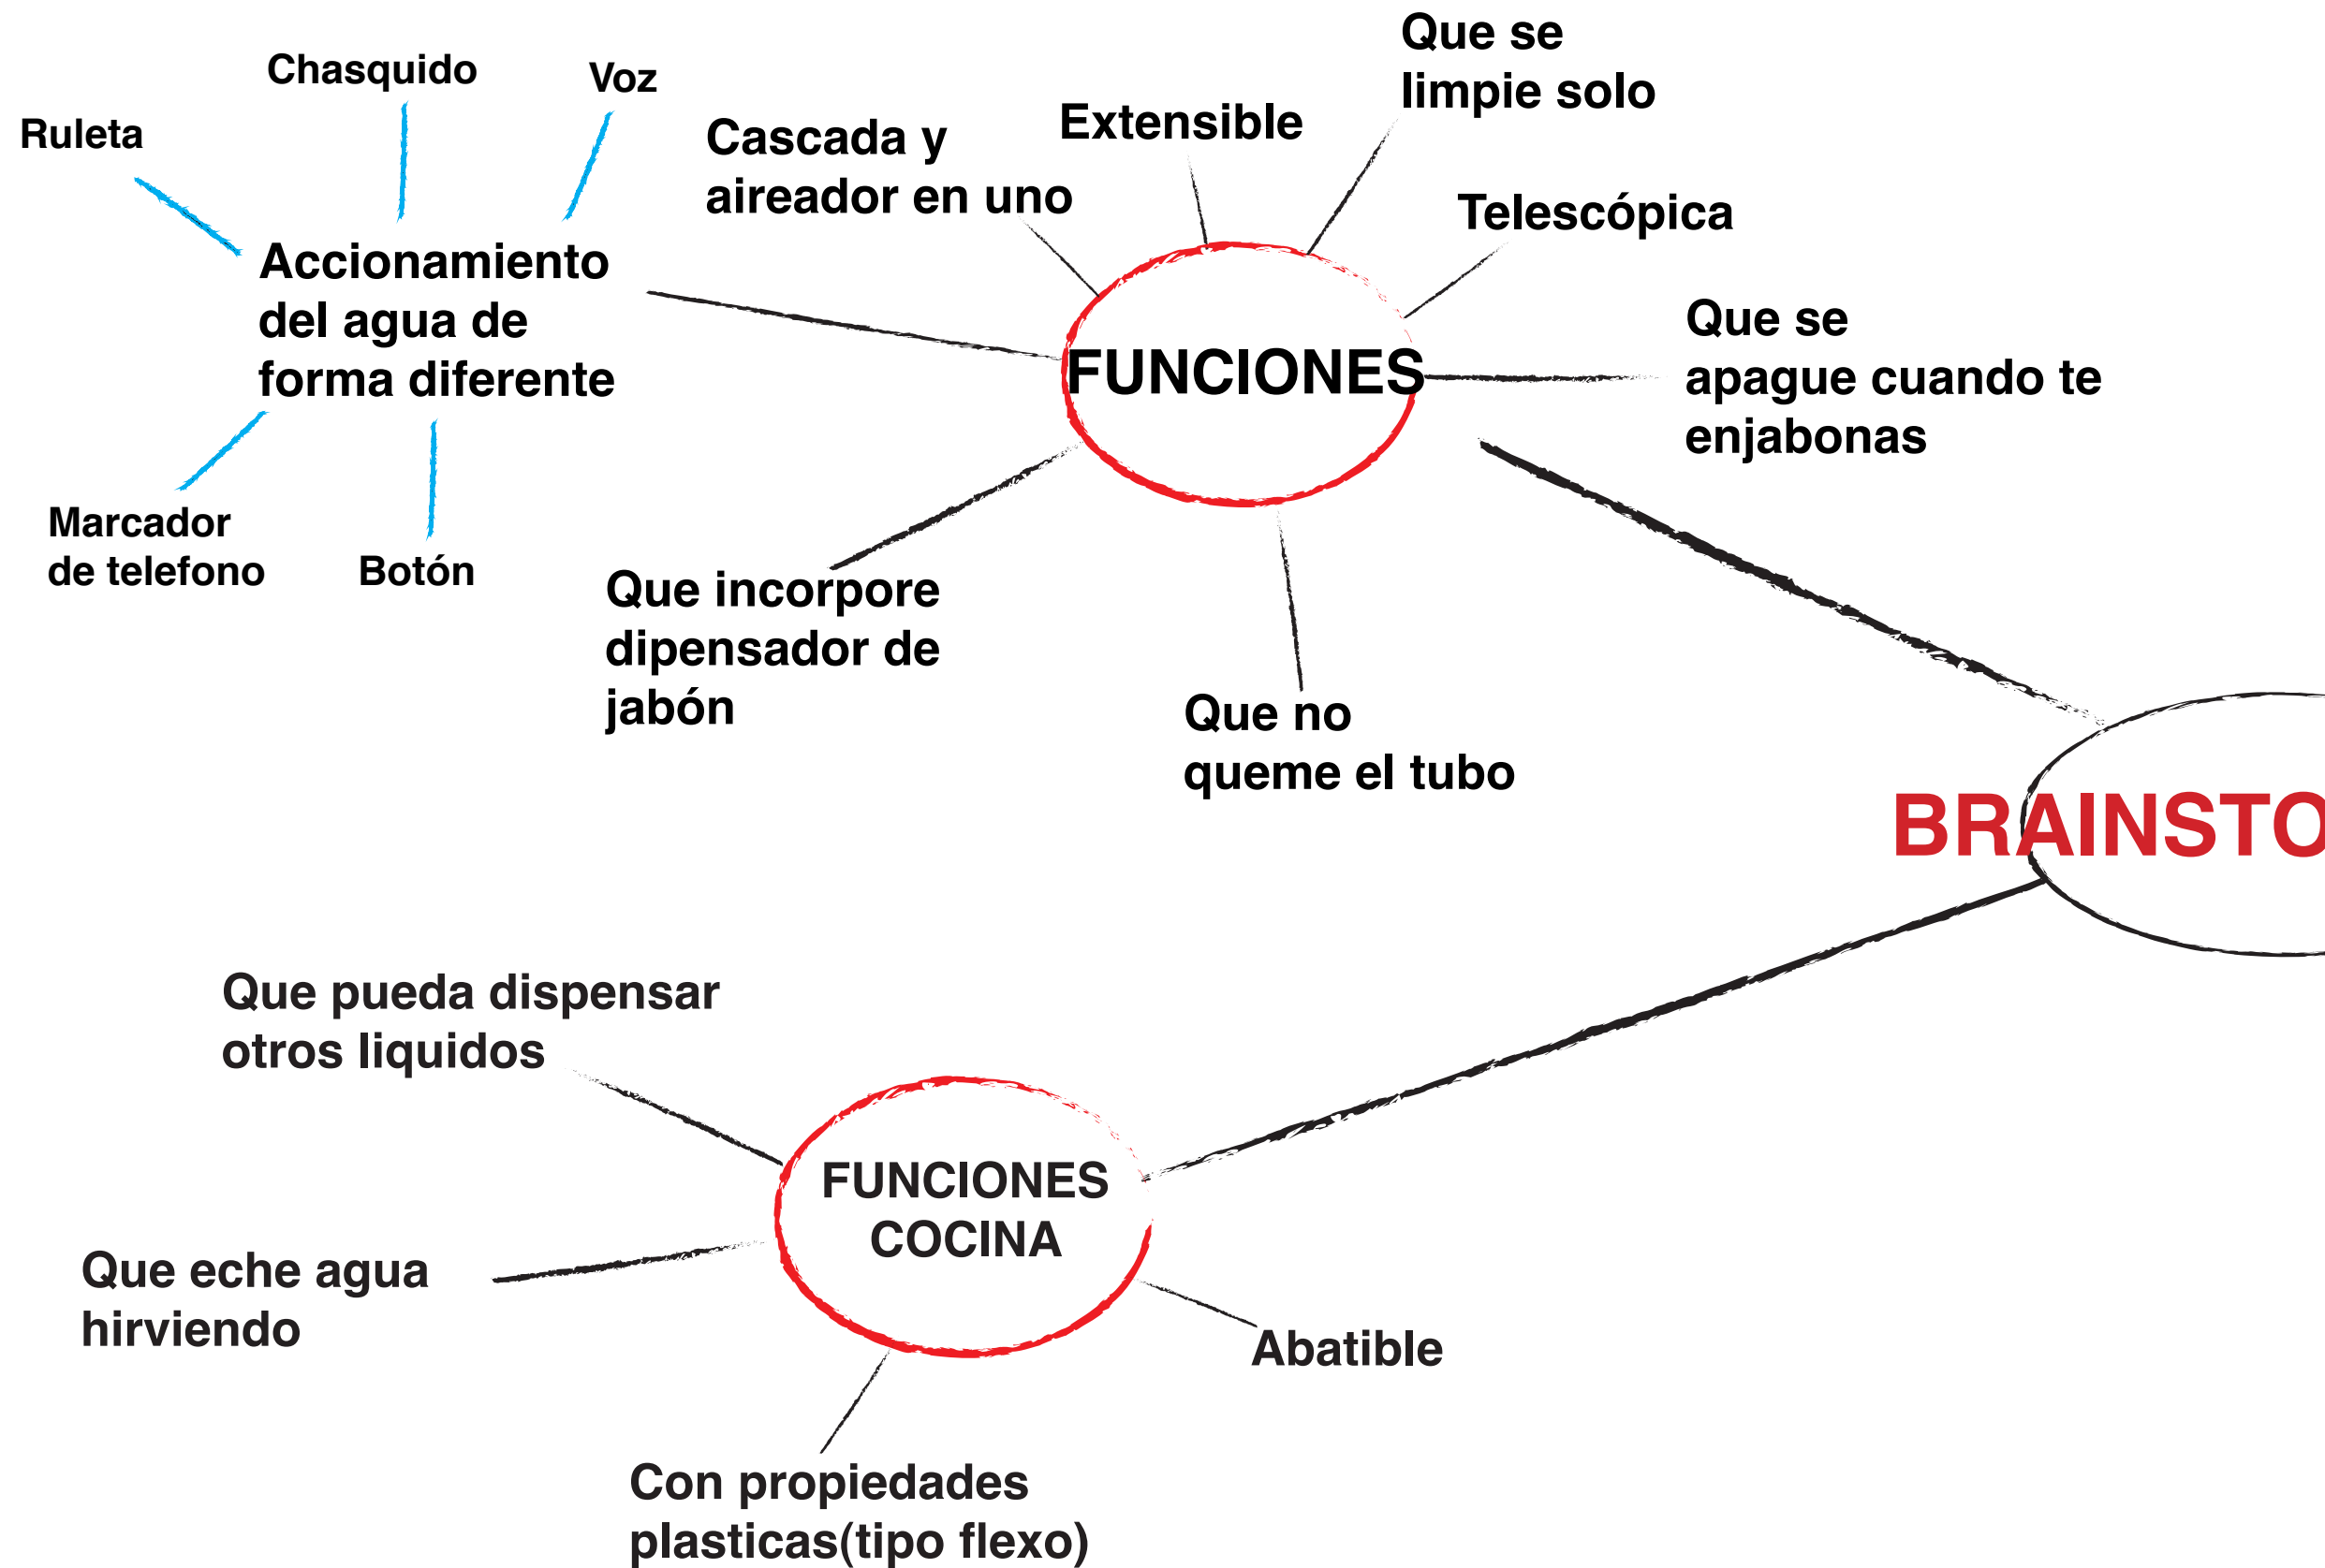 Chasquido
Voz
Ruleta
Accionamiento
del agua de
forma diferente
Marcador
de telefono
Botón
Cascada y
aireador en uno
Extensible
Que se
limpie solo
Telescópica
FUNCIONES
Que se
apague cuando te
enjabonas
Que incorpore
dipensador de
jabón
Que no
queme el tubo
BRAINSTO
Que pueda dispensar
otros liquidos
FUNCIONES
COCINA
Que eche agua
hirviendo
Abatible
Con propiedades
plasticas(tipo flexo)